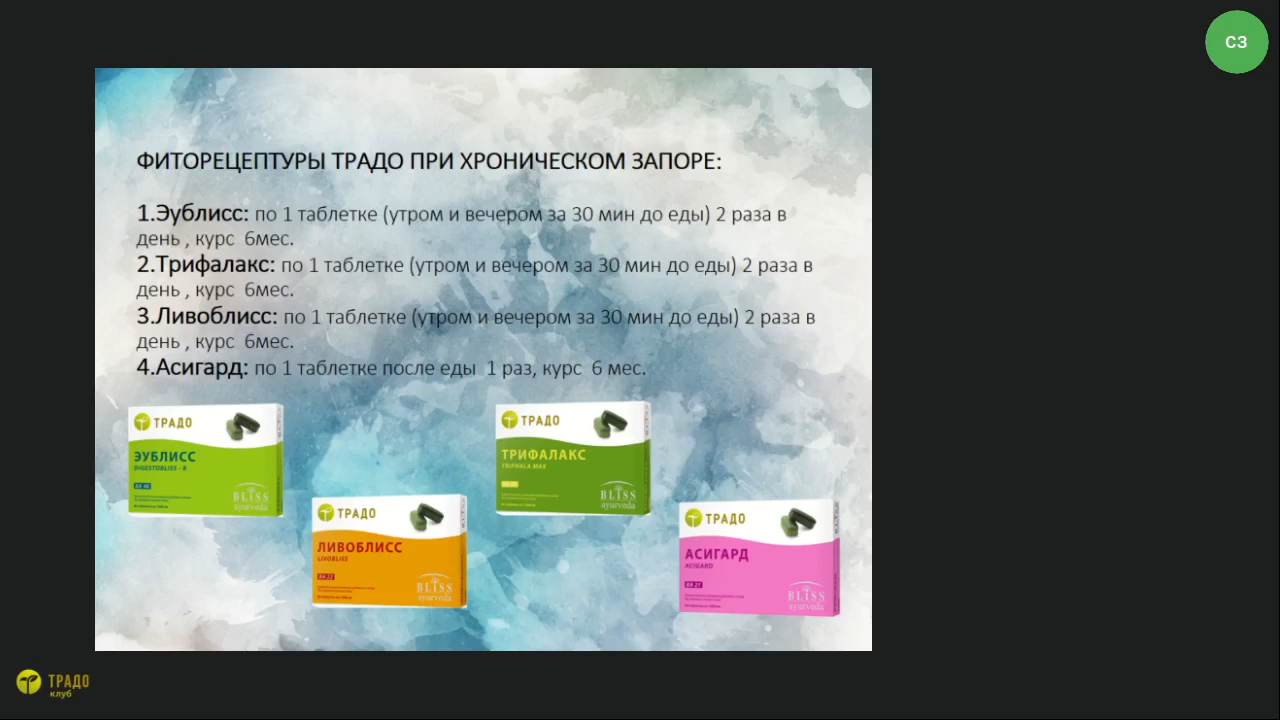 СЗ
ФИТОРЕЦЕПТУРЫ ТРАДО ПРИ ХРОНИЧЕСКОМ ЗАПОРЕ:
1.Эублисс: по 1 таблетке (утром и вечером за 30 мин до еды) 2 раза в
день , курс 6мес.
2.Трифалакс: по 1 таблетке (утром и вечером за 30 мин до еды) 2 раза в
день , курс 6мес.
3.Ливоблисс: по 1 таблетке (утром и вечером за 30 мин до еды) 2 раза в
день , курс 6мес.
4.Асигард: по 1 таблетке после еды 1 раз, курс 6 мес.
ТРАДО
ЭУБЛИСС
DIGESTOBLISS - R
BLISS
ayurveda
ТРАДО
ТРИФАЛАКС
TRIPHALA MAX
BLISS
ayurveda
ТРАДО
ЛИВОБЛИСС
LIVOBLISS
BLISS
ayurveda
ТРАДО
АСИГАРД
ACIGARD
BLISS
ayurveda
ТРАДО
клуб